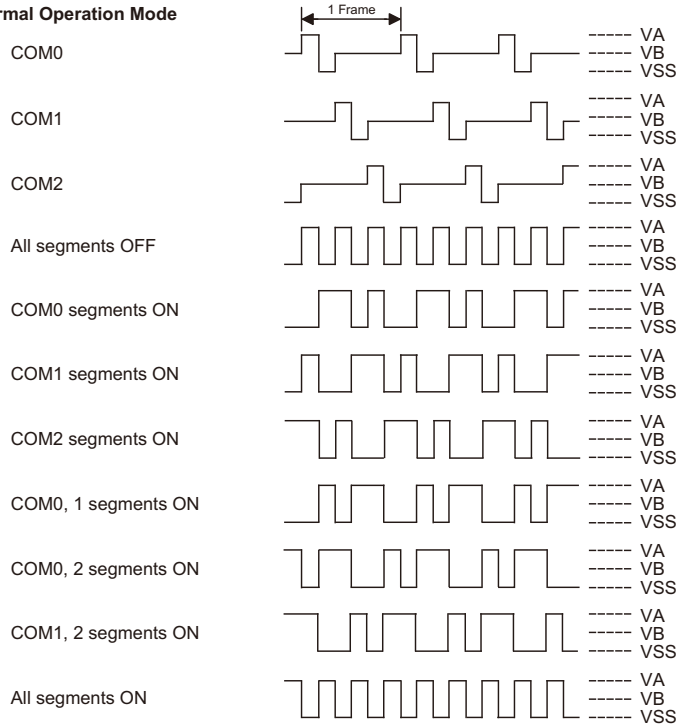 rmal Operation Mode
1 Frame
COM0
VA
VB
VSS
COM1
VA
VB
VSS
COM2
VA
VB
VSS
All segments OFF
VA
VB
VSS
COM0 segments ON
VA
VB
VSS
COM1 segments ON
VA
VB
VSS
COM2 segments ON
VA
VB
VSS
COM0, 1 segments ON
VA
VB
VSS
COM0, 2 segments ON
VA
VB
VSS
COM1, 2 segments ON
VA
VB
VSS
All segments ON
VA
VB
VSS